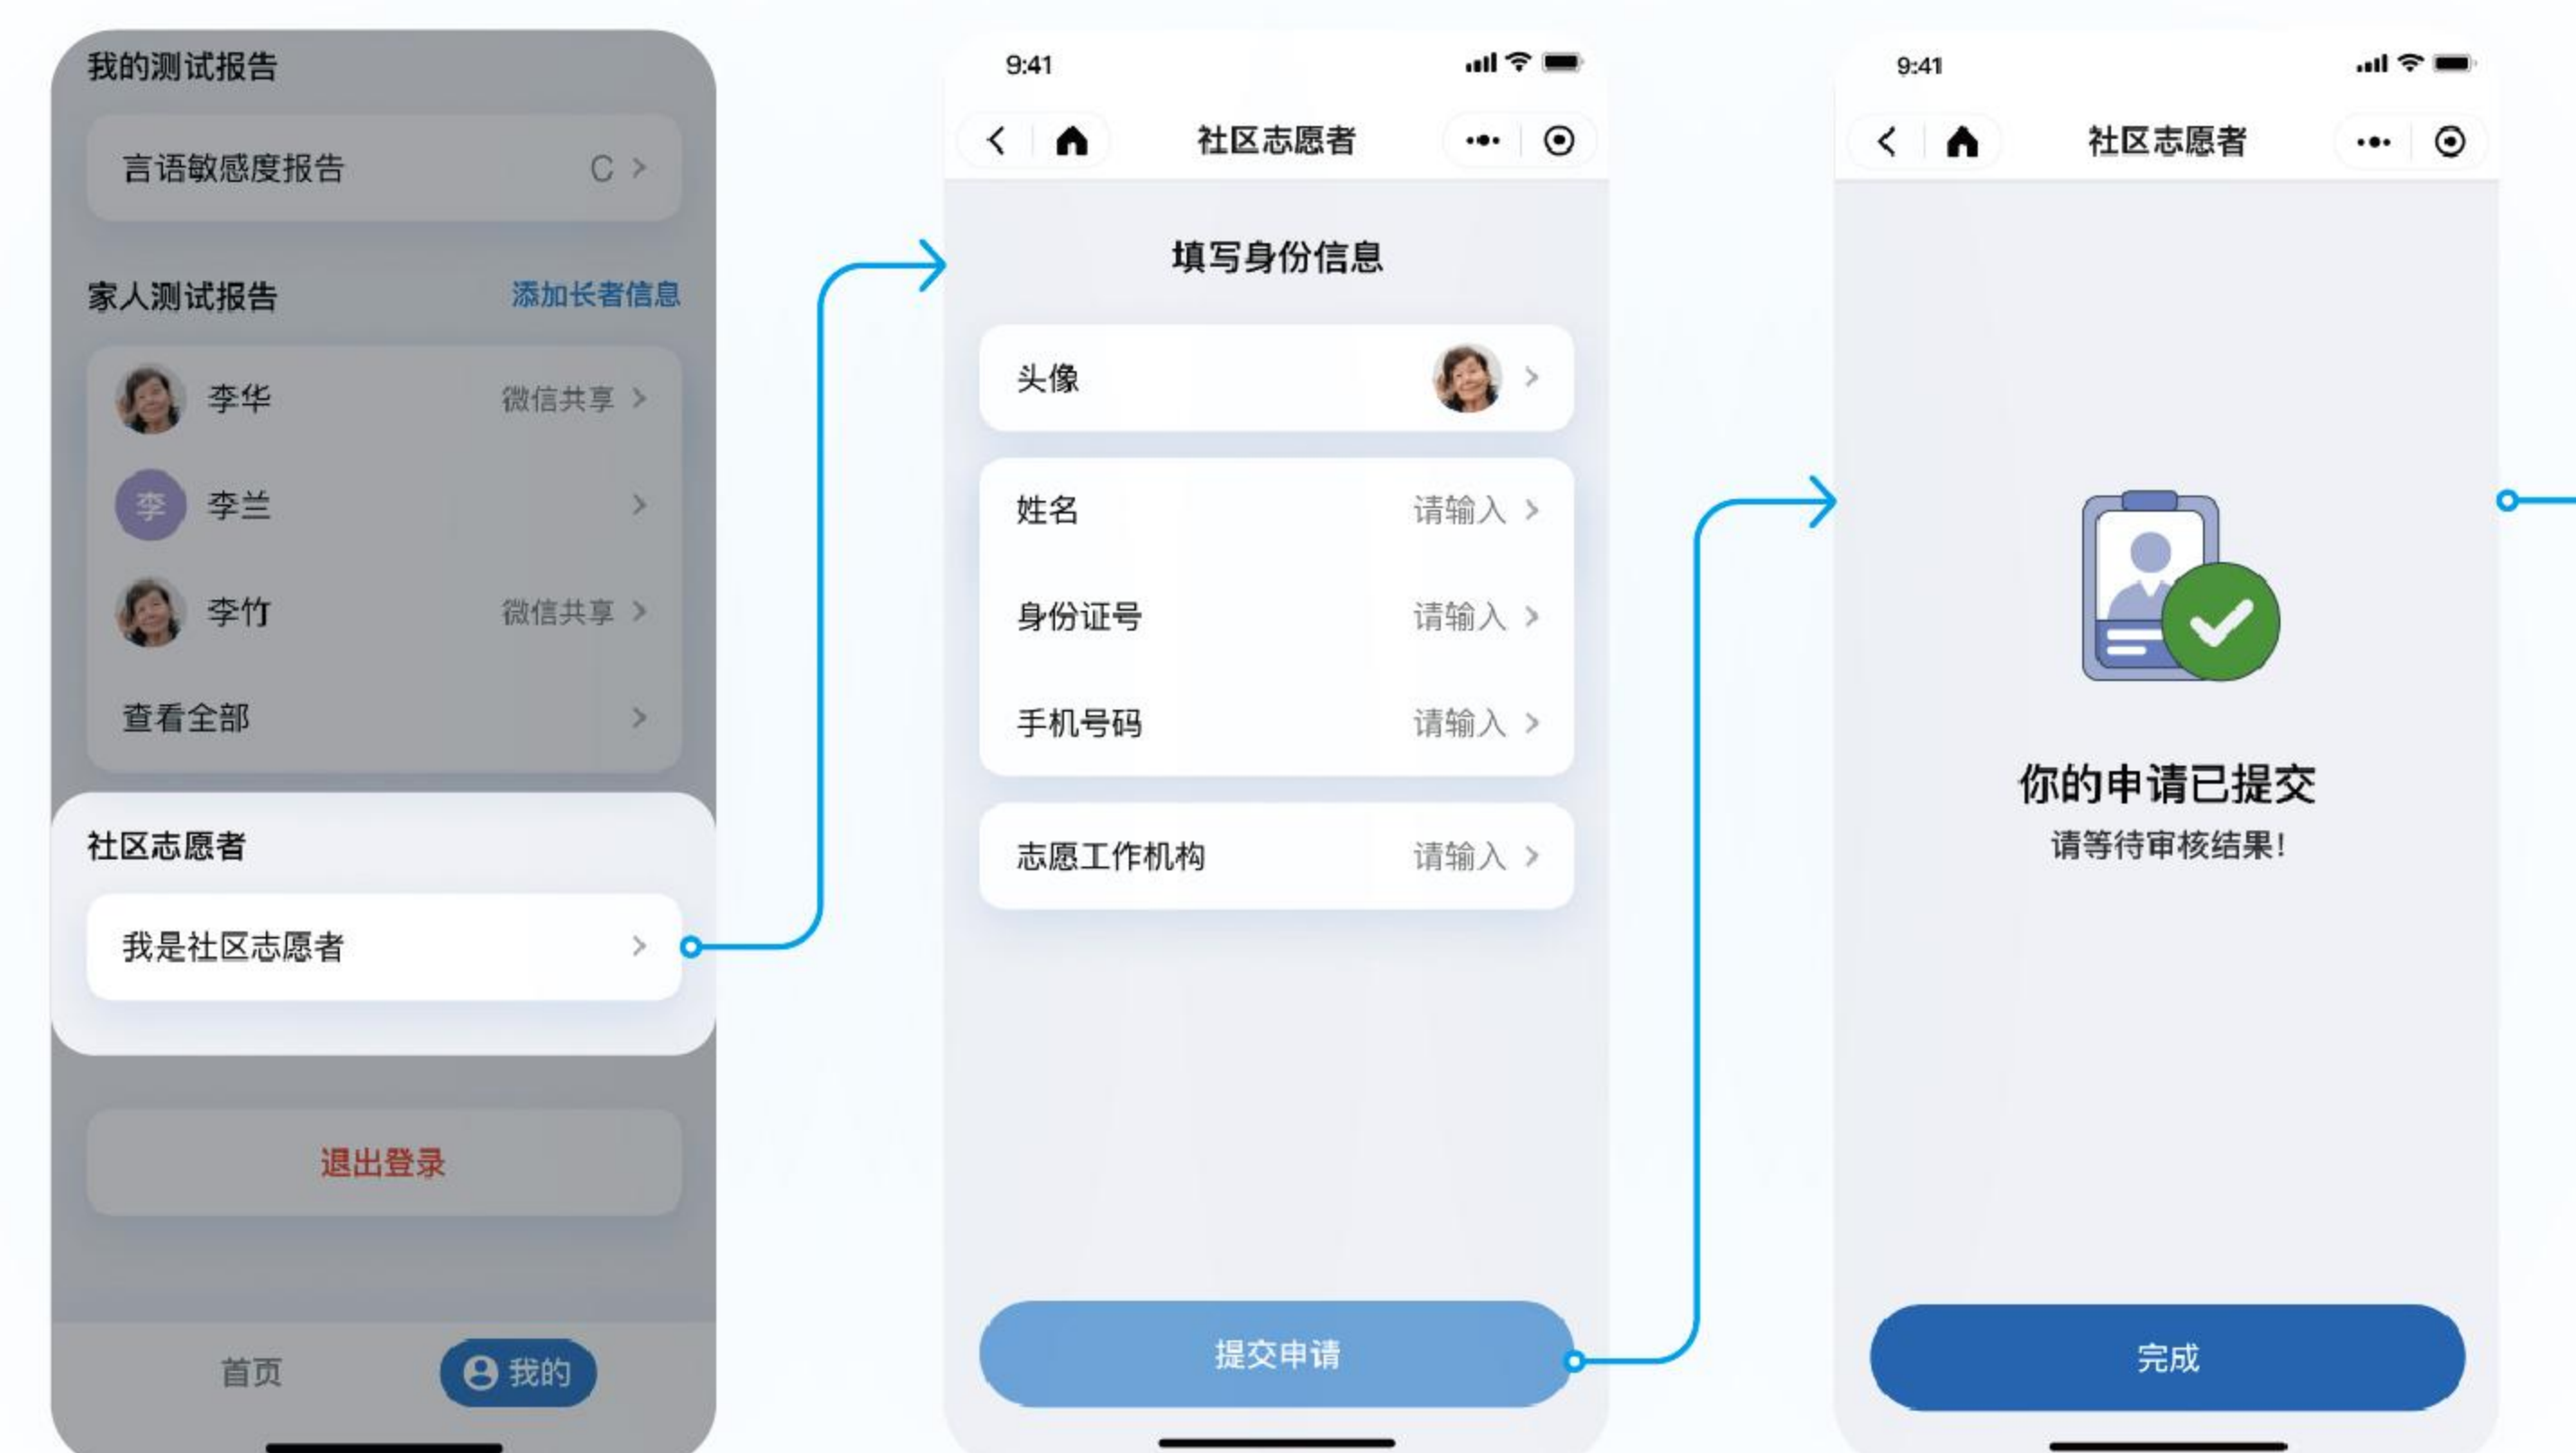 我的测试报告
言语敏感度报告 C
家人测试报告 添加长者信息
李华 微信共享
李 李兰
李竹 微信共享
查看全部
社区志愿者
我是社区志愿者
退出登录
首页 我的
9:41
社区志愿者
填写身份信息
头像
姓名 请输入
身份证号 请输入
手机号码 请输入
志愿工作机构 请输入
提交申请
9:41
社区志愿者
你的申请已提交
请等待审核结果!
完成